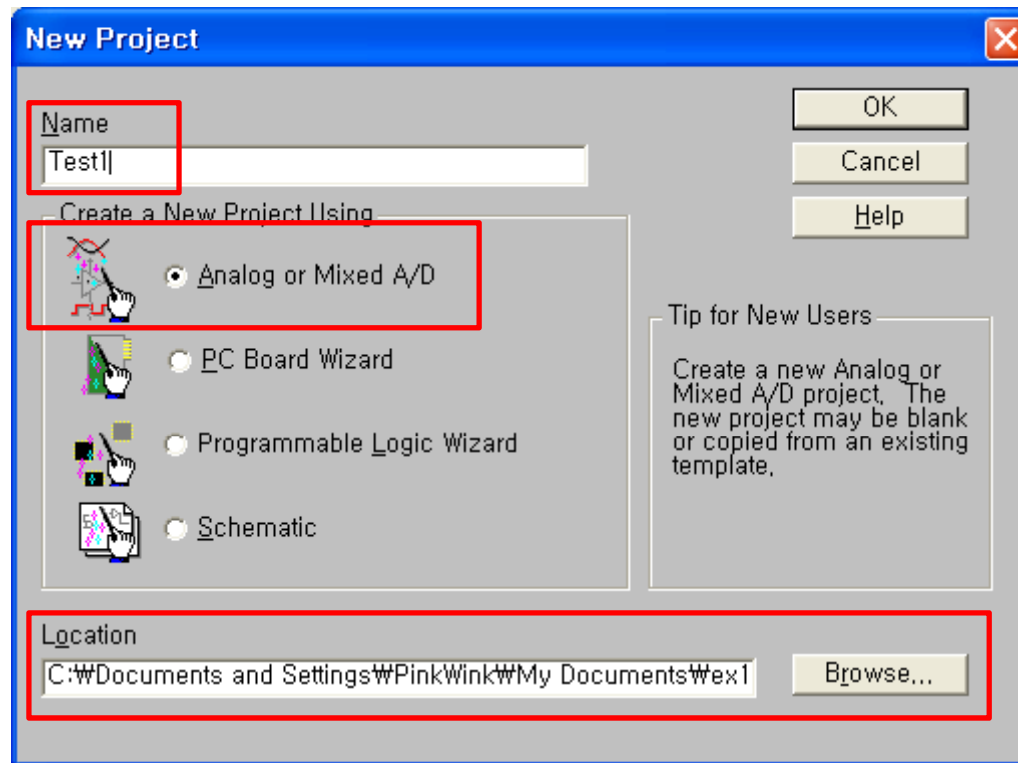 New Project
Name
Test1
OK
Cancel
Help
Create a New Project Using
Analog or Mixed A/D
PC Board Wizard
Programmable Logic Wizard
Schematic
Tip for New Users
Create a new Analog or
Mixed A/D project. The
new project may be blank
or copied from an existing
template.
Location
C:₩Documents and Settings₩PinkWink₩My Documents₩ex1
Browse...